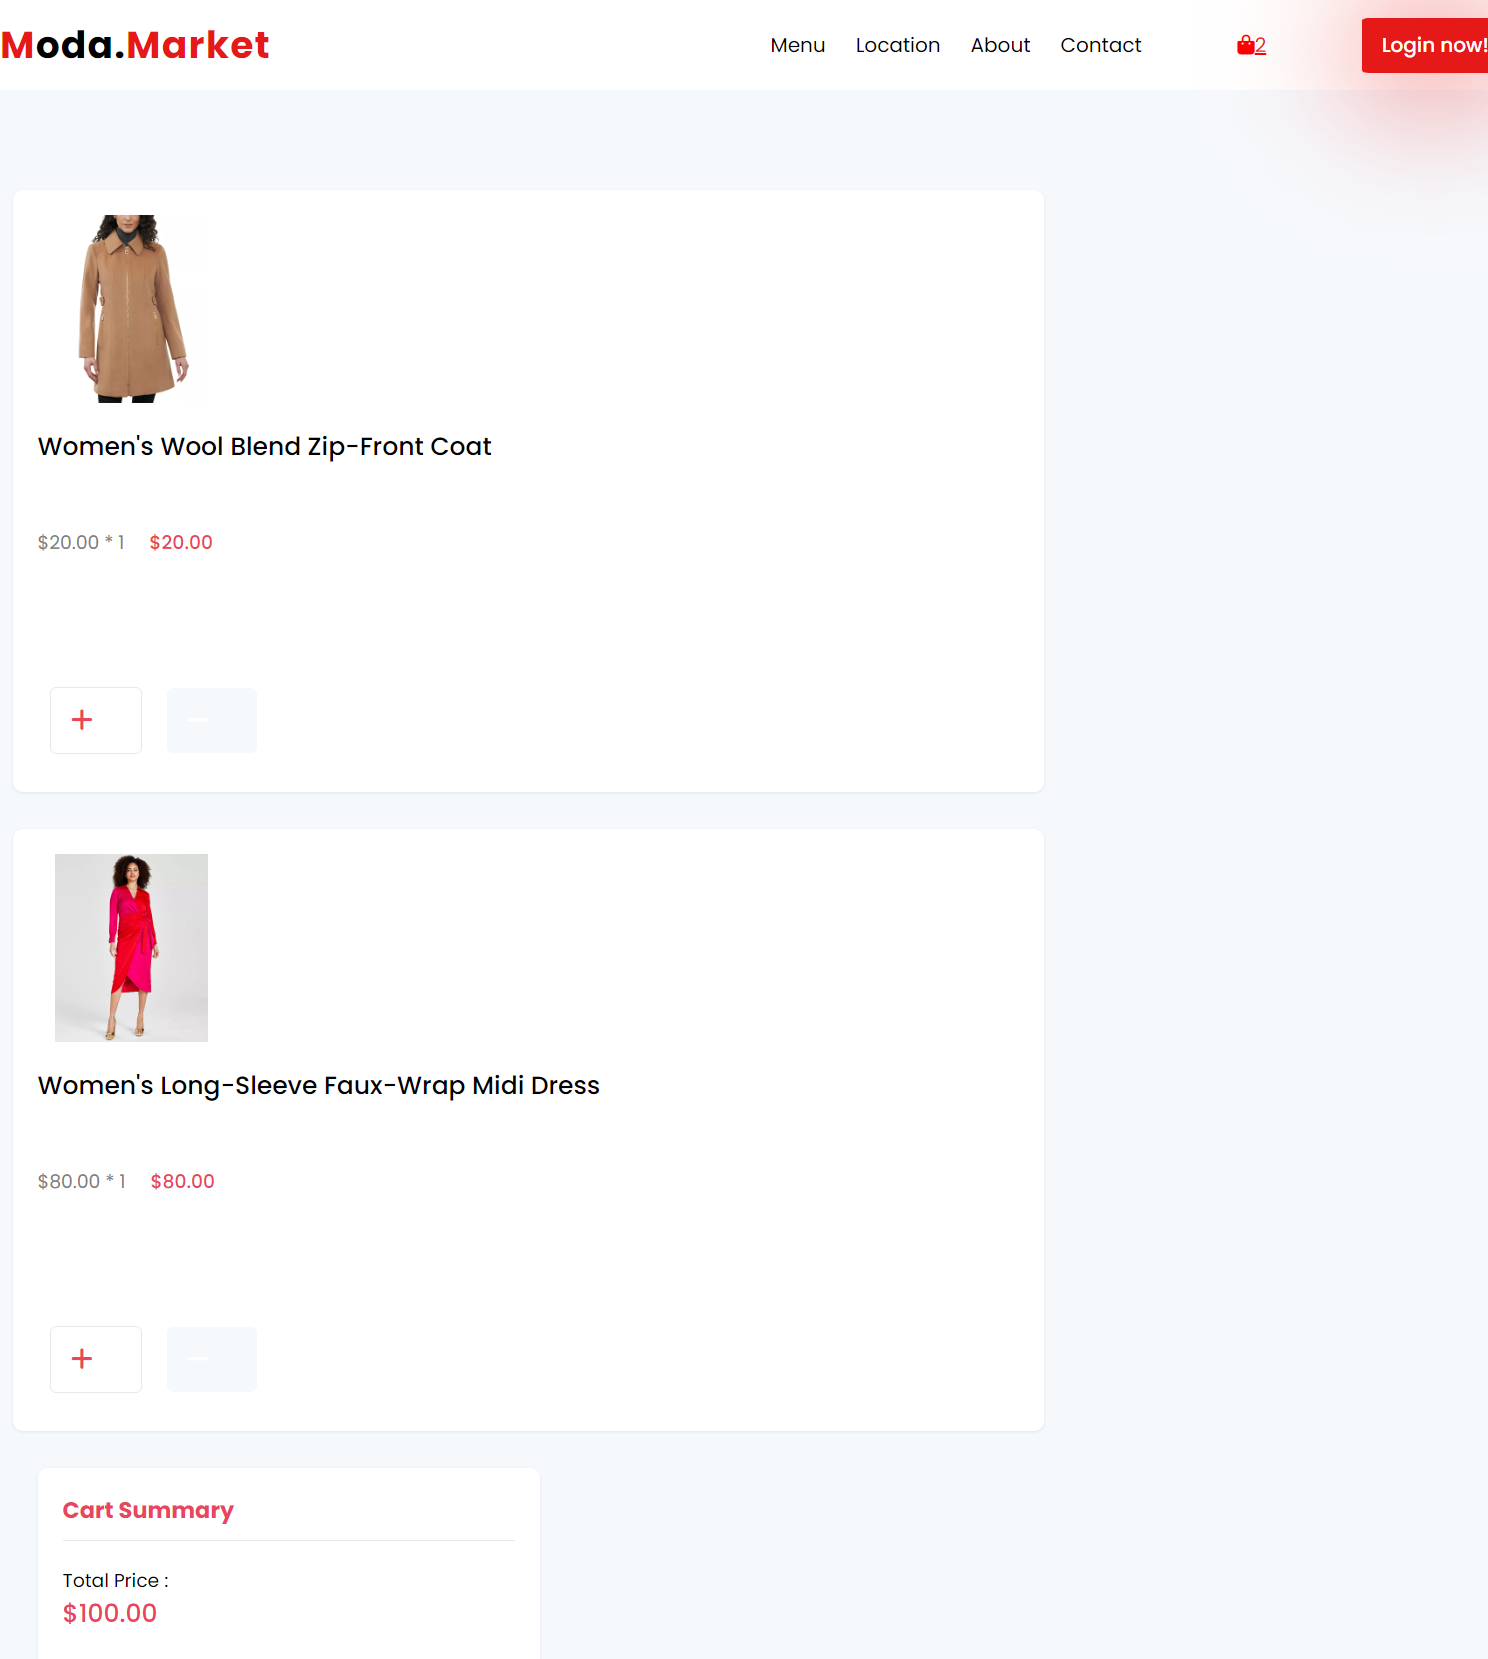 Moda.Market
Menu Location About Contact 2 Login now!
Women's Wool Blend Zip-Front Coat
$20.00 * 1 $20.00
+ −
Women's Long-Sleeve Faux-Wrap Midi Dress
$80.00 * 1 $80.00
+ −
Cart Summary
Total Price :
$100.00